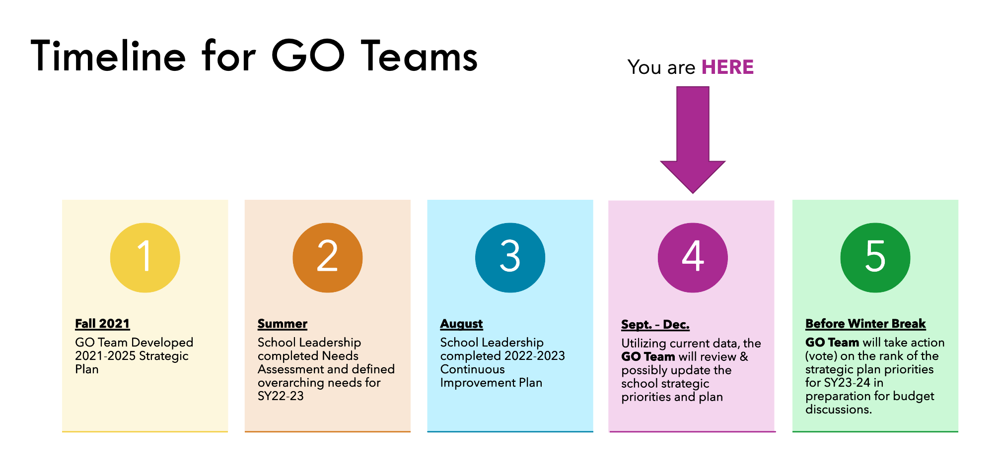 Timeline for GO Teams
You are HERE
1
Fall 2021
GO Team Developed
2021-2025 Strategic
Plan
2
Summer
School Leadership
completed Needs
Assessment and defined
overarching needs for
SY22-23
3
August
School Leadership
completed 2022-2023
Continuous
Improvement Plan
4
Sept. - Dec.
Utilizing current data, the
GO Team will review &
possibly update the
school strategic
priorities and plan
5
Before Winter Break
GO Team will take action
(vote) on the rank of the
strategic plan priorities
for SY23-24 in
preparation for budget
discussions.